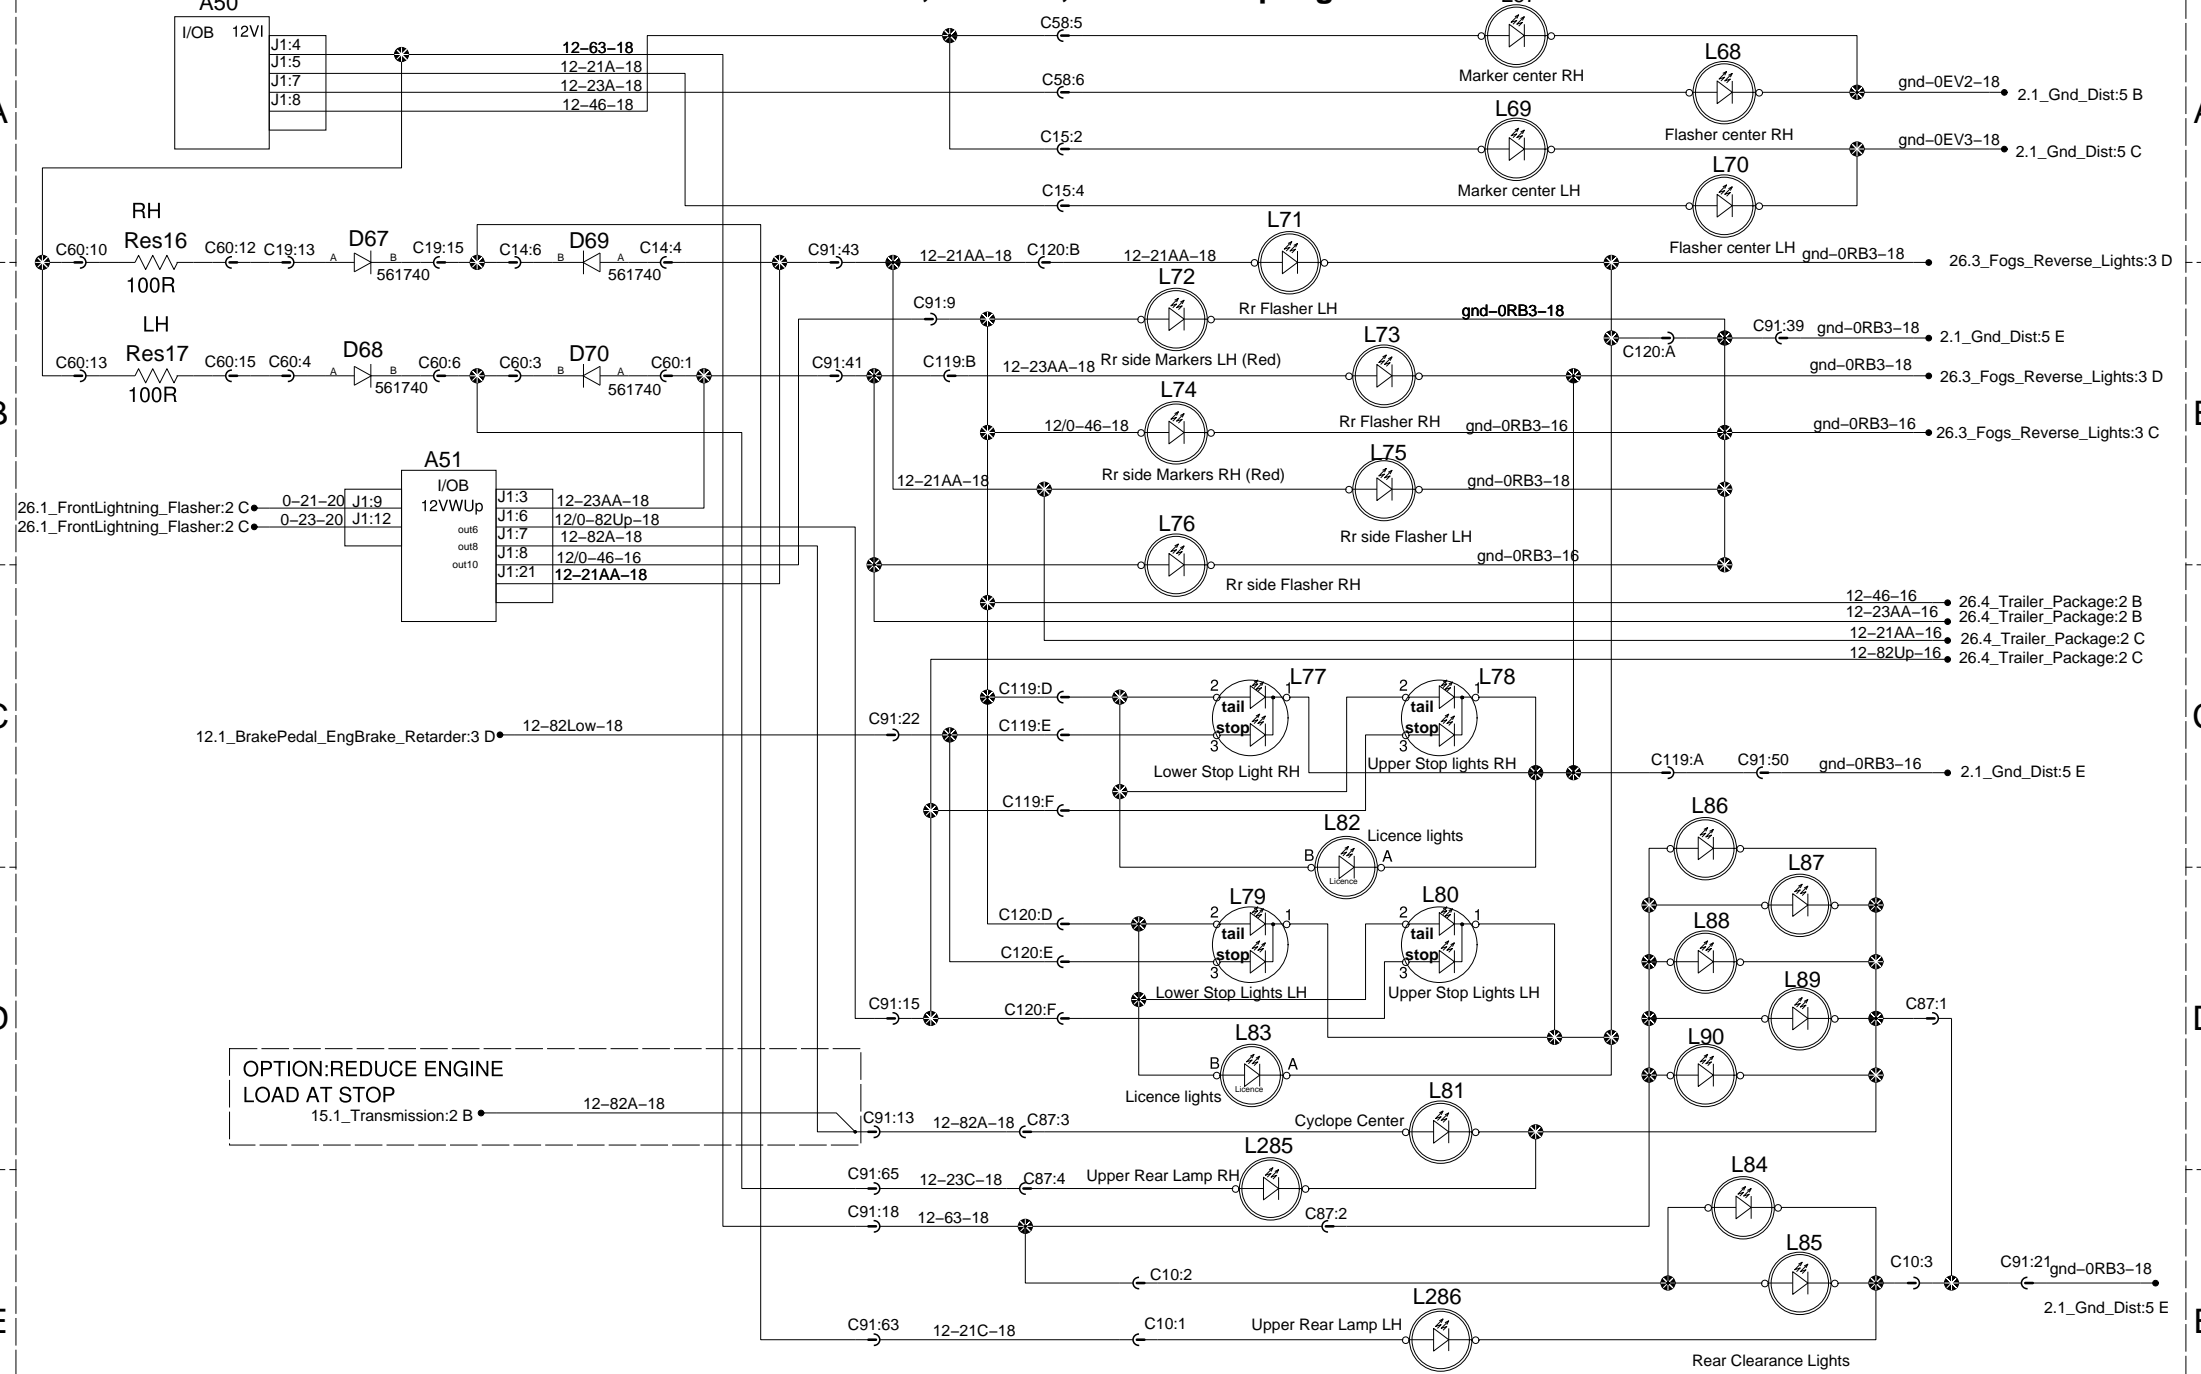 A50
I/OB 12VI
J1:4
J1:5
J1:7
J1:8
12-63-18
12-21A-18
12-23A-18
12-46-18
C58:5
Marker center RH
L68
C58:6
Flasher center RH
gnd-0EV2-18
2.1_Gnd_Dist:5 B
L69
C15:2
Marker center LH
gnd-0EV3-18
2.1_Gnd_Dist:5 C
L70
C15:4
Flasher center LH
RH
C60:10
Res16
100R
C60:12
C19:13
D67
A B
561740
C19:15
C14:6
D69
B A
561740
C14:4
C91:43
12-21AA-18
C120:B
12-21AA-18
L71
Rr Flasher LH
gnd-0RB3-18
26.3_Fogs_Reverse_Lights:3 D
C91:9
L72
Rr side Markers LH (Red)
gnd-0RB3-18
C120:A
C91:39
gnd-0RB3-18
2.1_Gnd_Dist:5 E
LH
C60:13
Res17
100R
C60:15
C60:4
D68
A B
561740
C60:6
C60:3
D70
B A
561740
C60:1
C91:41
C119:B
12-23AA-18
L73
Rr Flasher RH
gnd-0RB3-18
26.3_Fogs_Reverse_Lights:3 D
L74
12/0-46-18
Rr side Markers RH (Red)
gnd-0RB3-16
gnd-0RB3-16
26.3_Fogs_Reverse_Lights:3 C
12-21AA-18
L75
Rr side Flasher LH
gnd-0RB3-18
L76
Rr side Flasher RH
gnd-0RB3-16
A51
I/OB
12VWUp
out6
out8
out10
26.1_FrontLightning_Flasher:2 C
0-21-20
J1:9
26.1_FrontLightning_Flasher:2 C
0-23-20
J1:12
J1:3
12-23AA-18
J1:6
12/0-82Up-18
J1:7
12-82A-18
J1:8
12/0-46-16
J1:21
12-21AA-18
12-46-16
26.4_Trailer_Package:2 B
12-23AA-16
26.4_Trailer_Package:2 B
12-21AA-16
26.4_Trailer_Package:2 C
12-82Up-16
26.4_Trailer_Package:2 C
12.1_BrakePedal_EngBrake_Retarder:3 D
12-82Low-18
C91:22
C119:D
C119:E
C119:F
L77
2 1
tail
stop
3
Lower Stop Light RH
L78
2 1
tail
stop
3
Upper Stop lights RH
C119:A
C91:50
gnd-0RB3-16
2.1_Gnd_Dist:5 E
L82
Licence lights
B A
Licence
C120:D
C120:E
C120:F
C91:15
L79
2 1
tail
stop
3
Lower Stop Lights LH
L80
2 1
tail
stop
3
Upper Stop Lights LH
L83
B A
Licence
Licence lights
L86
L87
L88
L89
L90
C87:1
OPTION:REDUCE ENGINE
LOAD AT STOP
15.1_Transmission:2 B
12-82A-18
C91:13
12-82A-18
C87:3
Cyclope Center
L81
C91:65
12-23C-18
C87:4
Upper Rear Lamp RH
L285
C91:18
12-63-18
C87:2
L84
C10:2
L85
C10:3
C91:21
gnd-0RB3-18
2.1_Gnd_Dist:5 E
C91:63
12-21C-18
C10:1
Upper Rear Lamp LH
L286
Rear Clearance Lights